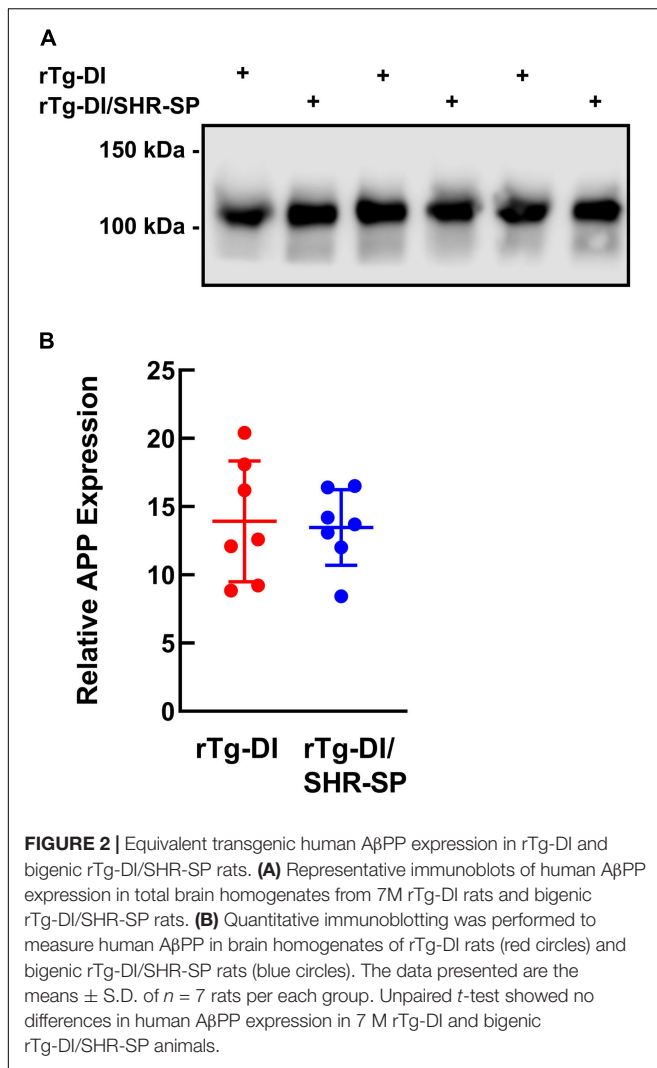 A
rTg-DI + + +
rTg-DI/SHR-SP + + +
150 kDa -
100 kDa -
B
Relative APP Expression
25
20
15
10
5
0
rTg-DI rTg-DI/
SHR-SP
FIGURE 2 | Equivalent transgenic human AβPP expression in rTg-DI and
bigenic rTg-DI/SHR-SP rats. (A) Representative immunoblots of human AβPP
expression in total brain homogenates from 7M rTg-DI rats and bigenic
rTg-DI/SHR-SP rats. (B) Quantitative immunoblotting was performed to
measure human AβPP in brain homogenates of rTg-DI rats (red circles) and
bigenic rTg-DI/SHR-SP rats (blue circles). The data presented are the
means ± S.D. of n = 7 rats per each group. Unpaired t-test showed no
differences in human AβPP expression in 7 M rTg-DI and bigenic
rTg-DI/SHR-SP animals.